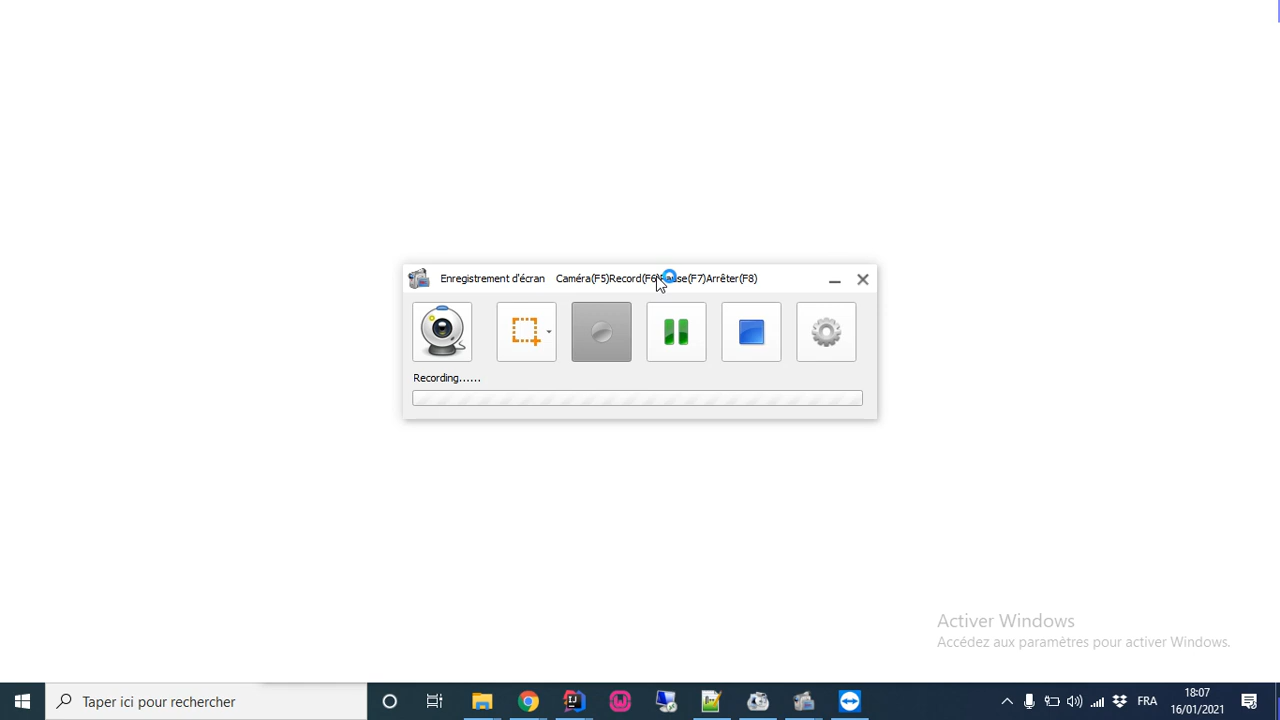 Enregistrement d'écran Caméra(F5)Record(F6)Pause(F7)Arrêter(F8)
Recording......
Activer Windows
Accédez aux paramètres pour activer Windows.
Taper ici pour rechercher
FRA
18:07
16/01/2021